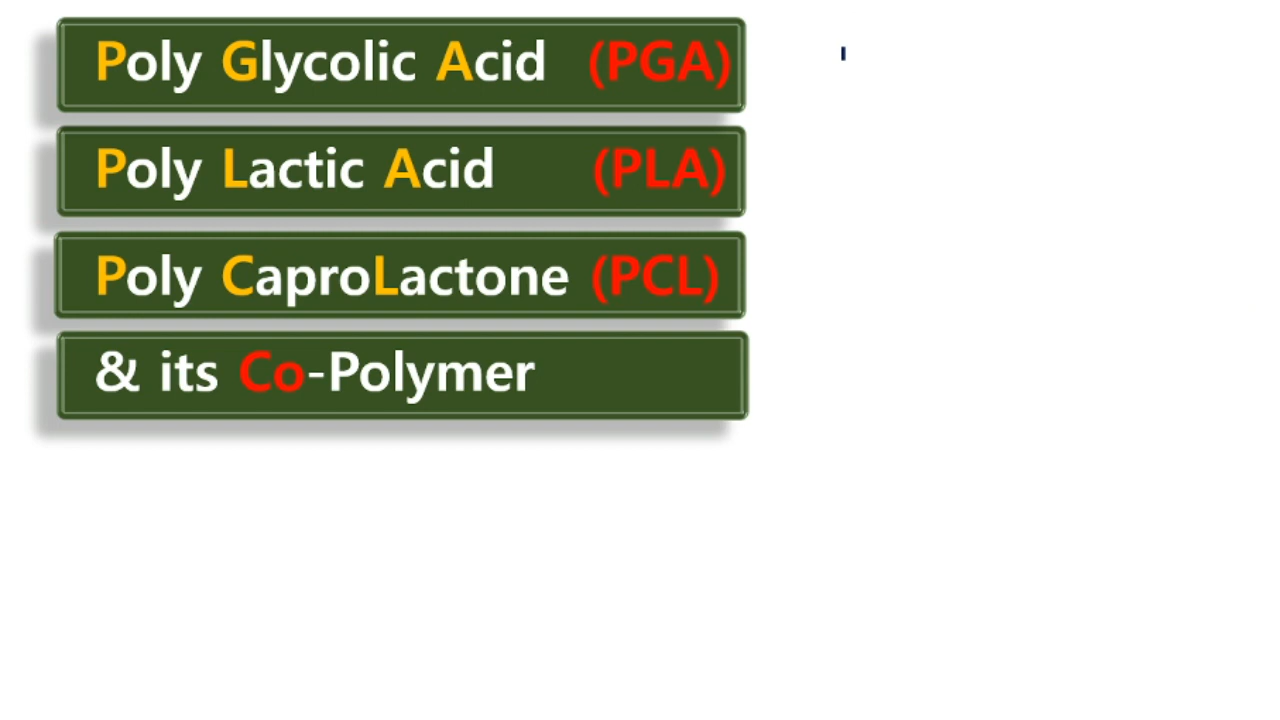 Poly Glycolic Acid (PGA)
Poly Lactic Acid (PLA)
Poly CaproLactone (PCL)
& its Co-Polymer